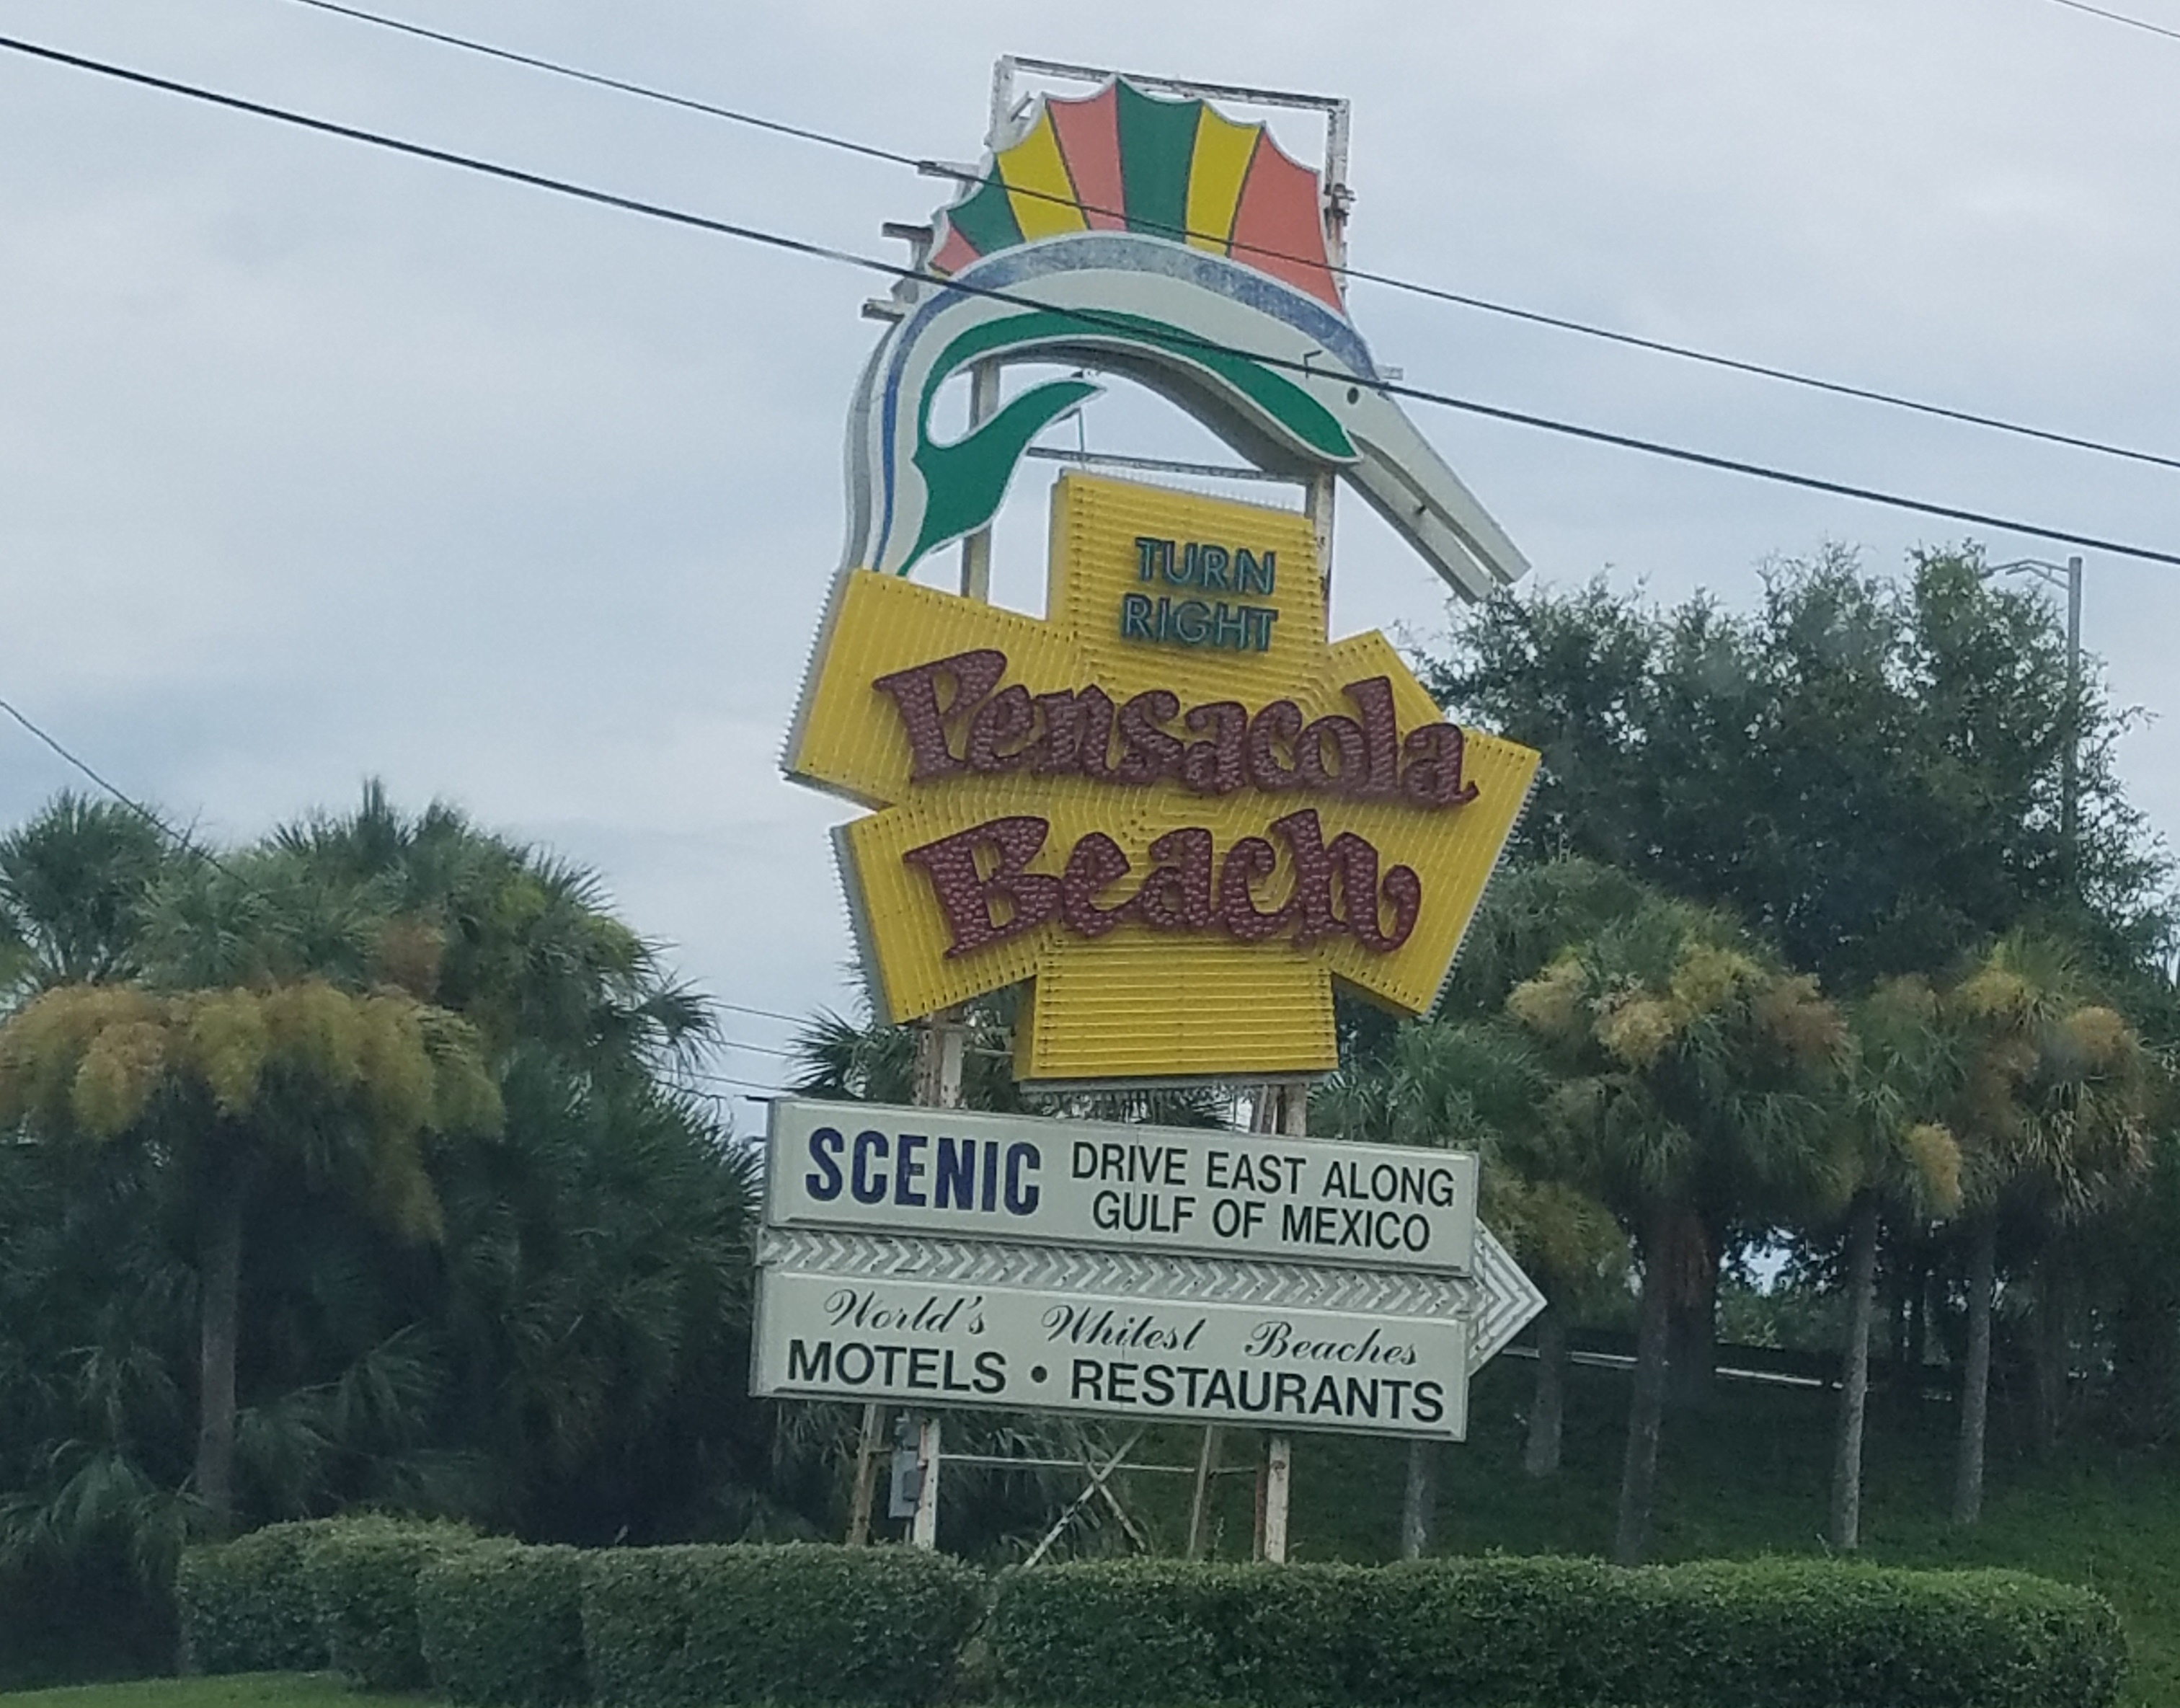 TURN
RIGHT
Pensacola
Beach
SCENIC DRIVE EAST ALONG
GULF OF MEXICO
World's Whitest Beaches
MOTELS • RESTAURANTS